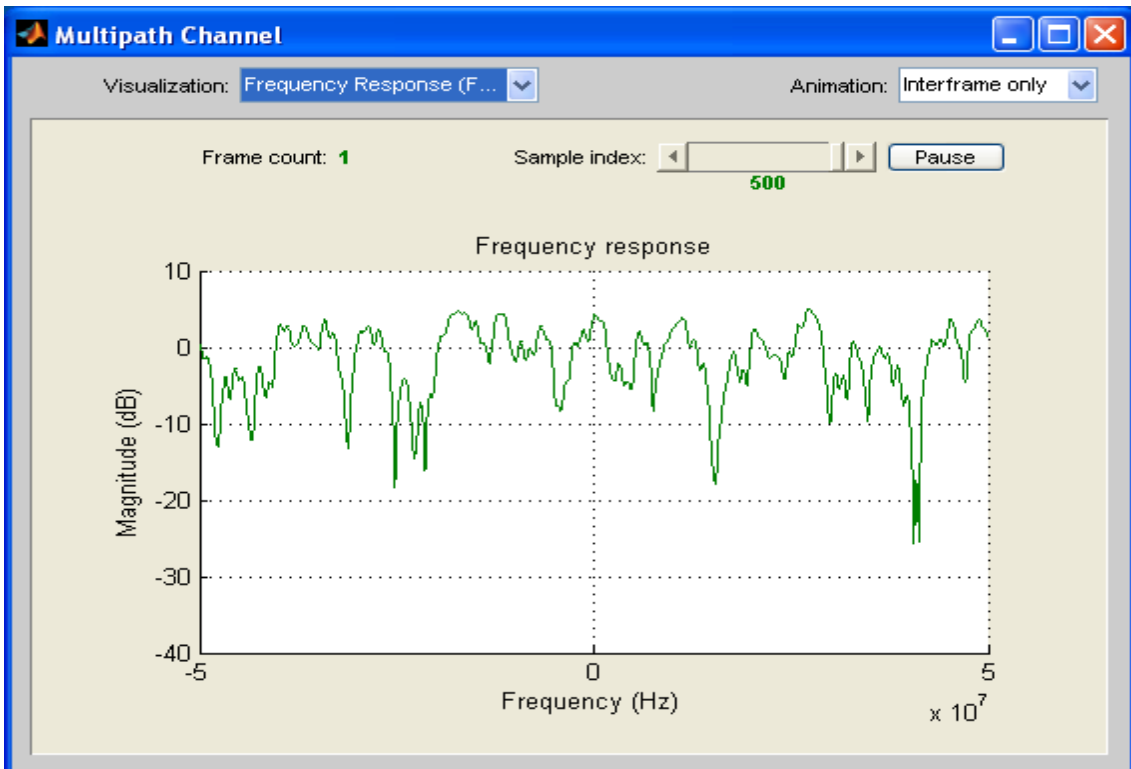 Multipath Channel
Visualization: Frequency Response (F... Animation: Interframe only
Frame count: 1 Sample index: Pause
500
Frequency response
10
0
-10
-20
-30
-40
Magnitude (dB)
-5 0 5
Frequency (Hz)
x 10^7